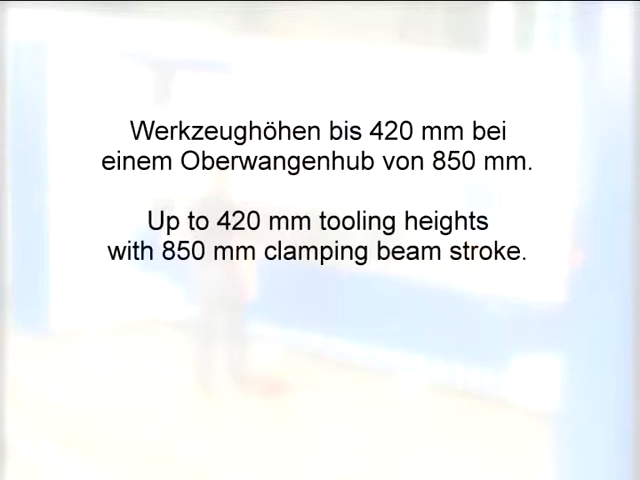 Werkzeughöhen bis 420 mm bei
einem Oberwangenhub von 850 mm.
Up to 420 mm tooling heights
with 850 mm clamping beam stroke.